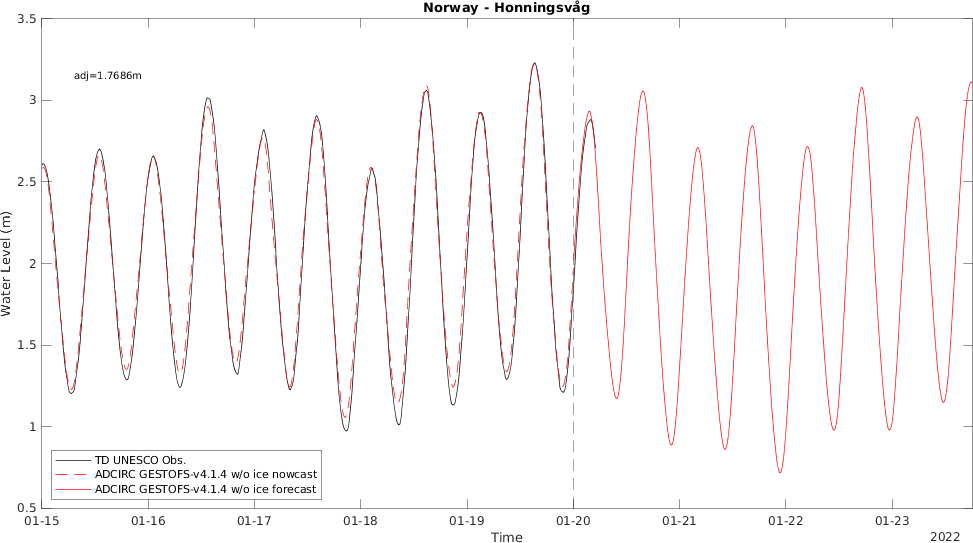 Norway - Honningsvåg
3.5
adj=1.7686m
3
2.5
2
1.5
1
0.5
Water Level (m)
TD UNESCO Obs.
ADCIRC GESTOFS-v4.1.4 w/o ice nowcast
ADCIRC GESTOFS-v4.1.4 w/o ice forecast
01-15 01-16 01-17 01-18 01-19 01-20 01-21 01-22 01-23
Time
2022